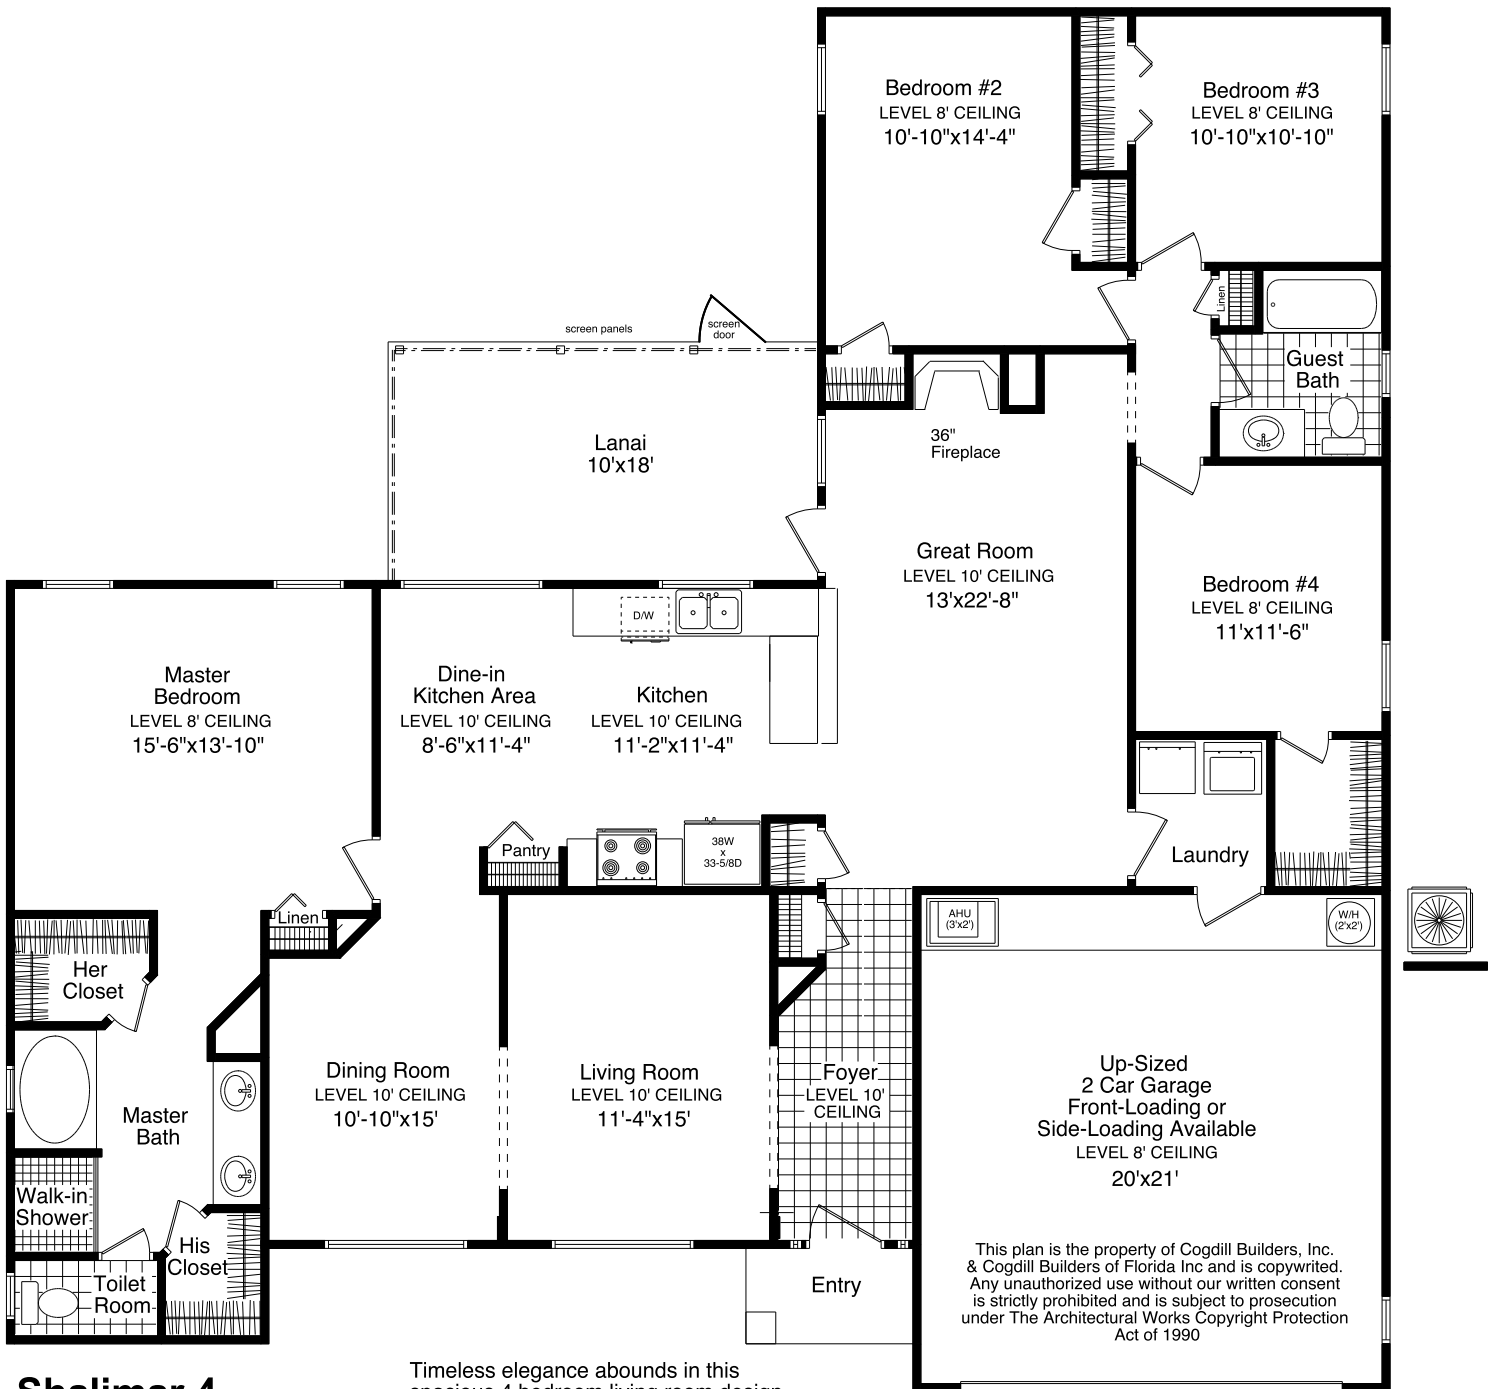 Bedroom #2
LEVEL 8' CEILING
10'-10"x14'-4"
Bedroom #3
LEVEL 8' CEILING
10'-10"x10'-10"
Linen
screen panels
screen
door
Guest
Bath
Lanai
10'x18'
36"
Fireplace
Great Room
LEVEL 10' CEILING
13'x22'-8"
Bedroom #4
LEVEL 8' CEILING
11'x11'-6"
D/W
Master
Bedroom
LEVEL 8' CEILING
15'-6"x13'-10"
Dine-in
Kitchen Area
LEVEL 10' CEILING
8'-6"x11'-4"
Kitchen
LEVEL 10' CEILING
11'-2"x11'-4"
Pantry
38W
x
33-5/8D
Laundry
Linen
AHU
(3'x2')
W/H
(2'x2')
Her
Closet
Dining Room
LEVEL 10' CEILING
10'-10"x15'
Living Room
LEVEL 10' CEILING
11'-4"x15'
Foyer
LEVEL 10'
CEILING
Up-Sized
2 Car Garage
Front-Loading or
Side-Loading Available
LEVEL 8' CEILING
20'x21'
Master
Bath
Walk-in
Shower
His
Closet
Toilet
Room
Entry
This plan is the property of Cogdill Builders, Inc.
& Cogdill Builders of Florida Inc and is copywrited.
Any unauthorized use without our written consent
is strictly prohibited and is subject to prosecution
under The Architectural Works Copyright Protection
Act of 1990
Shalimar 4
Timeless elegance abounds in this
spacious 4 bedroom living room design